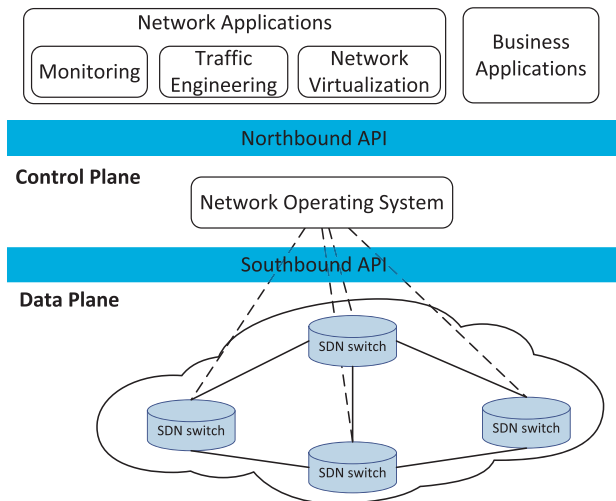 Network Applications
Monitoring
Traffic
Engineering
Network
Virtualization
Business
Applications
Northbound API
Control Plane
Network Operating System
Southbound API
Data Plane
SDN switch
SDN switch
SDN switch
SDN switch